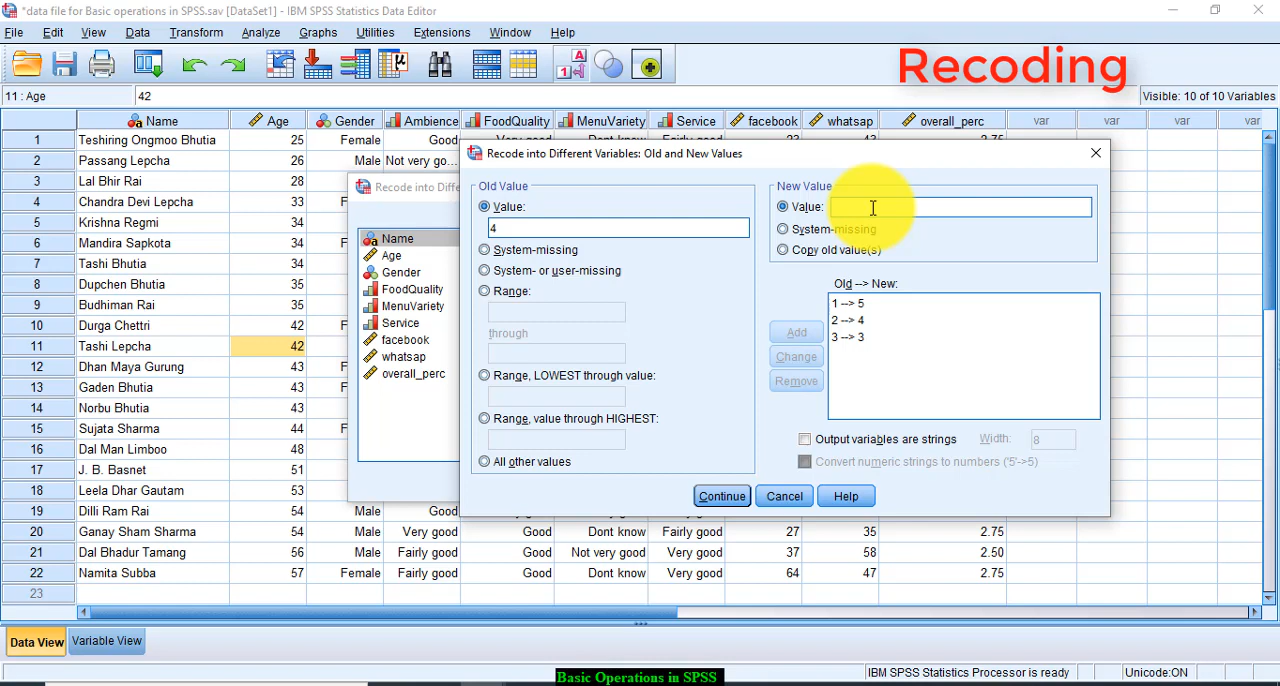 *data file for Basic operations in SPSS.sav [DataSet1] - IBM SPSS Statistics Data Editor
File Edit View Data Transform Analyze Graphs Utilities Extensions Window Help
Recoding
11 : Age 42 Visible: 10 of 10 Variables
Name Age Gender Ambience FoodQuality MenuVariety Service facebook whatsap overall_perc var var var
1 Teshiring Ongmoo Bhutia 25 Female
2 Passang Lepcha 26 Male Not very go...
3 Lal Bhir Rai 28
4 Chandra Devi Lepcha 33
5 Krishna Regmi 34
6 Mandira Sapkota 34
7 Tashi Bhutia 34
8 Dupchen Bhutia 35
9 Budhiman Rai 35
10 Durga Chettri 42
11 Tashi Lepcha 42
12 Dhan Maya Gurung 43
13 Gaden Bhutia 43
14 Norbu Bhutia 43
15 Sujata Sharma 44
16 Dal Man Limboo 48
17 J. B. Basnet 51
18 Leela Dhar Gautam 53
19 Dilli Ram Rai 54 Male Good
20 Ganay Sham Sharma 54 Male Very good Good Dont know Fairly good 27 35 2.75
21 Dal Bhadur Tamang 56 Male Fairly good Good Not very good Very good 37 58 2.50
22 Namita Subba 57 Female Fairly good Good Dont know Very good 64 47 2.75
23
Recode into Diffe
Name
Age
Gender
FoodQuality
MenuVariety
Service
facebook
whatsap
overall_perc
Recode into Different Variables: Old and New Values
Old Value
Value:
4
System-missing
System- or user-missing
Range:
through
Range, LOWEST through value:
Range, value through HIGHEST:
All other values
New Value
Value:
System-missing
Copy old value(s)
Old --> New:
1 --> 5
2 --> 4
3 --> 3
Add
Change
Remove
Output variables are strings Width: 8
Convert numeric strings to numbers ('5'->5)
Continue Cancel Help
Data View Variable View
IBM SPSS Statistics Processor is ready Unicode:ON
Basic Operations in SPSS